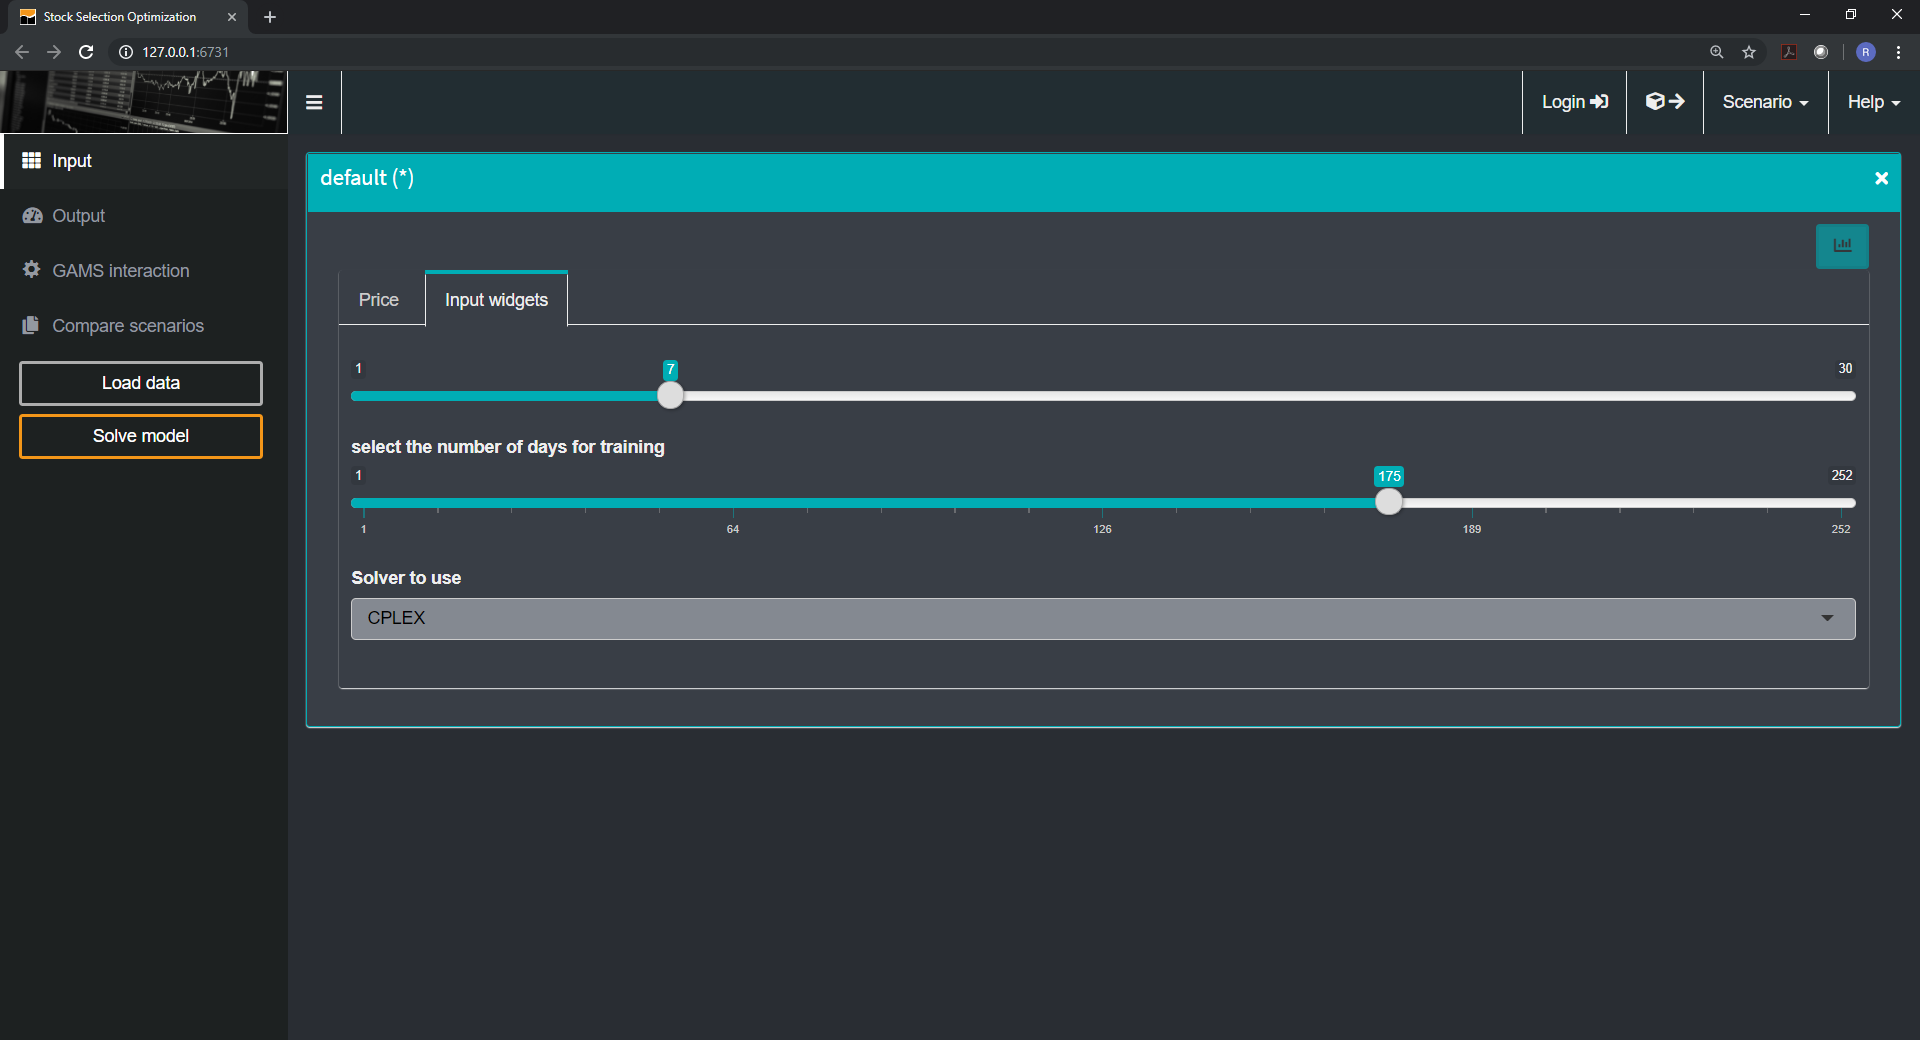 Stock Selection Optimization
127.0.0.1:6731
R
Login
Scenario
Help
Input
Output
GAMS interaction
Compare scenarios
Load data
Solve model
default (*)
Price
Input widgets
1
7
30
select the number of days for training
1
175
252
1
64
126
189
252
Solver to use
CPLEX